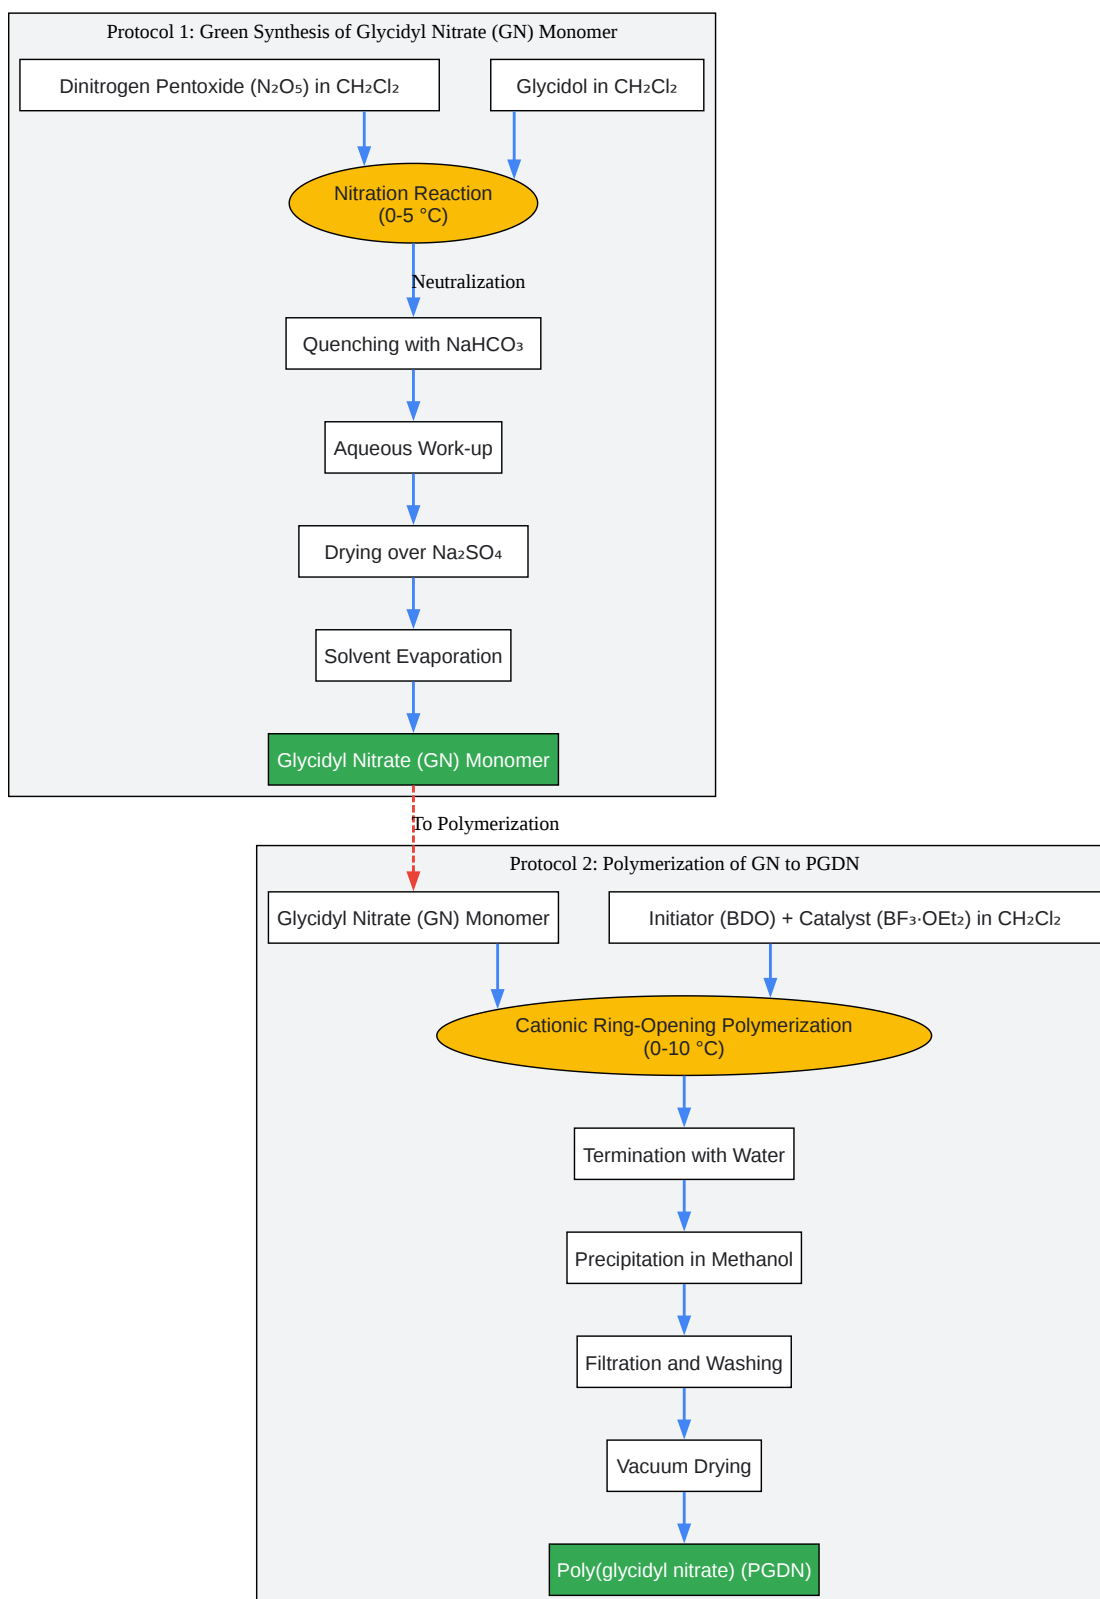 Protocol 1: Green Synthesis of Glycidyl Nitrate (GN) Monomer
Dinitrogen Pentoxide (N₂O₅) in CH₂Cl₂
Glycidol in CH₂Cl₂
Nitration Reaction
(0-5 °C)
Neutralization
Quenching with NaHCO₃
Aqueous Work-up
Drying over Na₂SO₄
Solvent Evaporation
Glycidyl Nitrate (GN) Monomer
To Polymerization
Protocol 2: Polymerization of GN to PGDN
Glycidyl Nitrate (GN) Monomer
Initiator (BDO) + Catalyst (BF₃·OEt₂) in CH₂Cl₂
Cationic Ring-Opening Polymerization
(0-10 °C)
Termination with Water
Precipitation in Methanol
Filtration and Washing
Vacuum Drying
Poly(glycidyl nitrate) (PGDN)